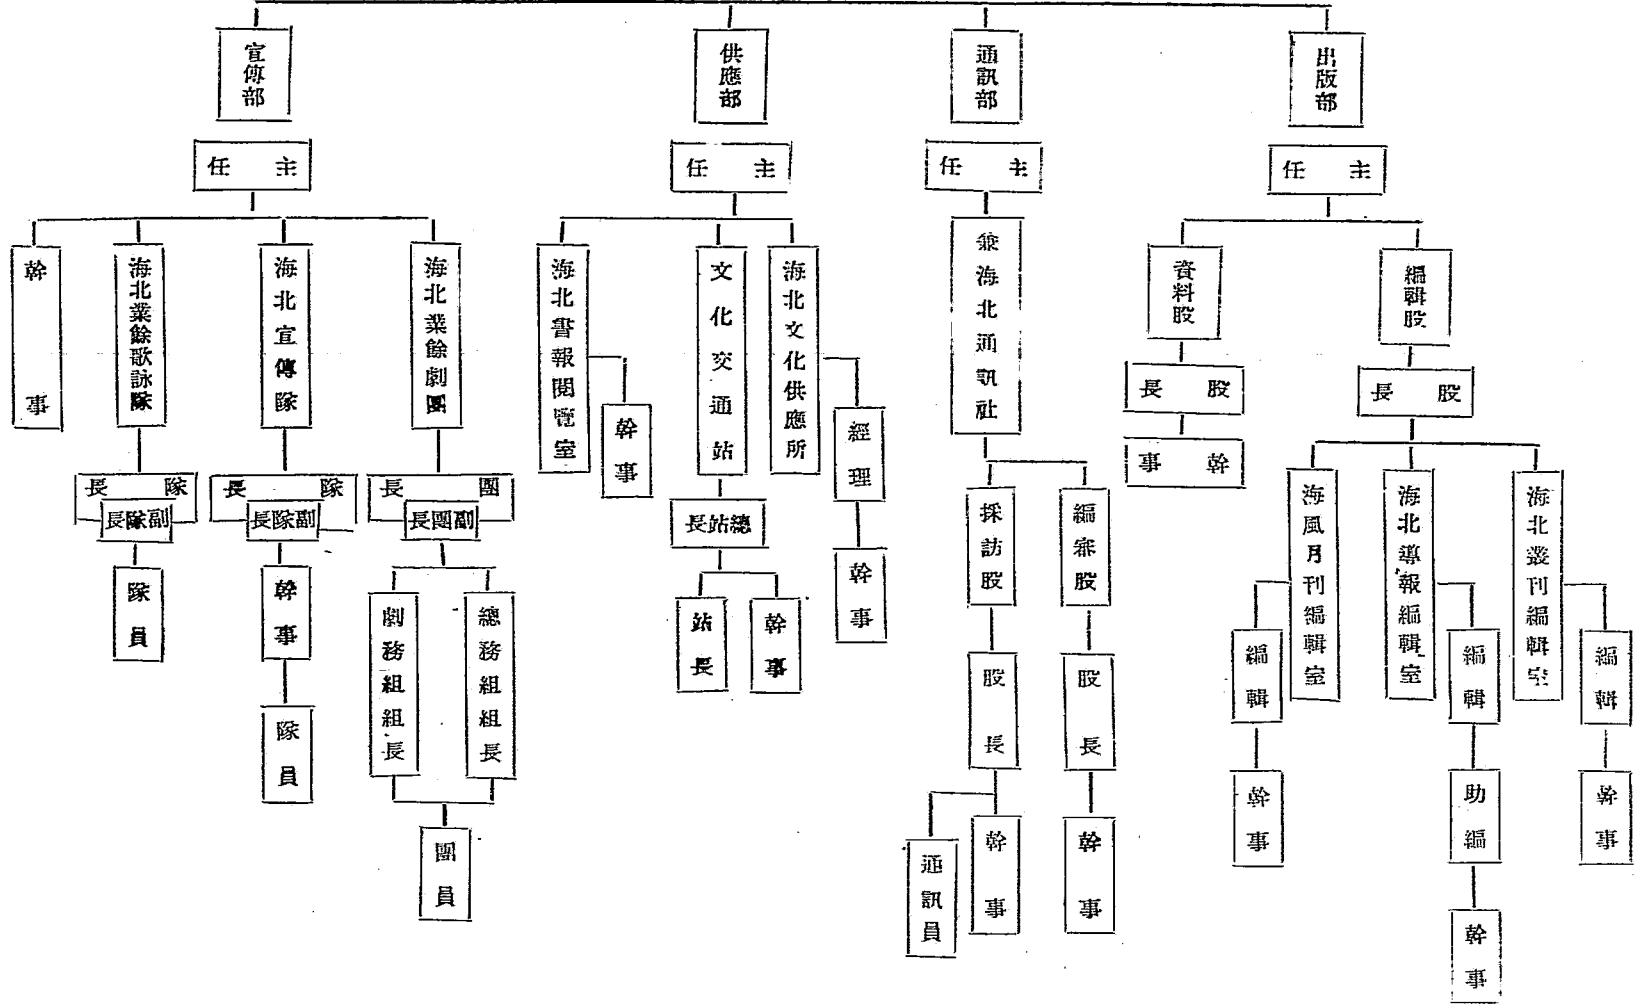 出版部
主任
編輯股
股長
海北叢刊編輯室
編輯
幹事
海北導報編輯室
編輯
助編
幹事
海風月刊編輯室
編輯
幹事
資料股
股長
幹事
通訊部
主任
兼海北通訊社
編審股
股長
幹事
採訪股
股長
幹事
通訊員
供應部
主任
海北文化供應所
經理
幹事
文化交通站
總站長
幹事
站長
海北書報閱覽室
幹事
宣傳部
主任
海北業餘劇團
團長
副團長
總務組組長
劇務組組長
團員
海北宣傳隊
隊長
副隊長
幹事
隊員
海北業餘歌詠隊
隊長
副隊長
隊員
幹事